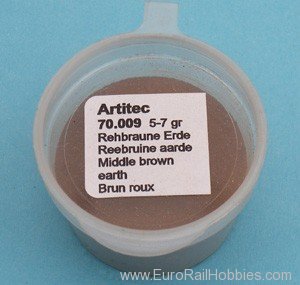 Artitec
70.009 5-7 gr
Rehbraune Erde
Reebruine aarde
Middle brown
earth
Brun roux
www.EuroRailHobbies.com